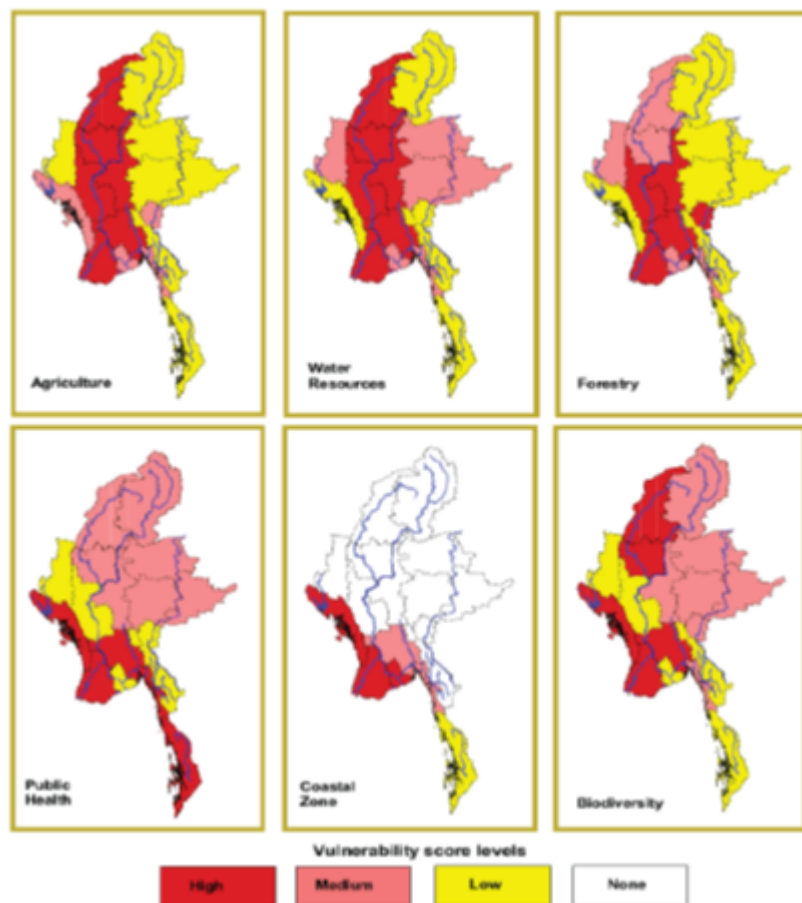 Agriculture
Water
Resources
Forestry
Public
Health
Coastal
Zone
Biodiversity
Vulnerability score levels
High
Medium
Low
None